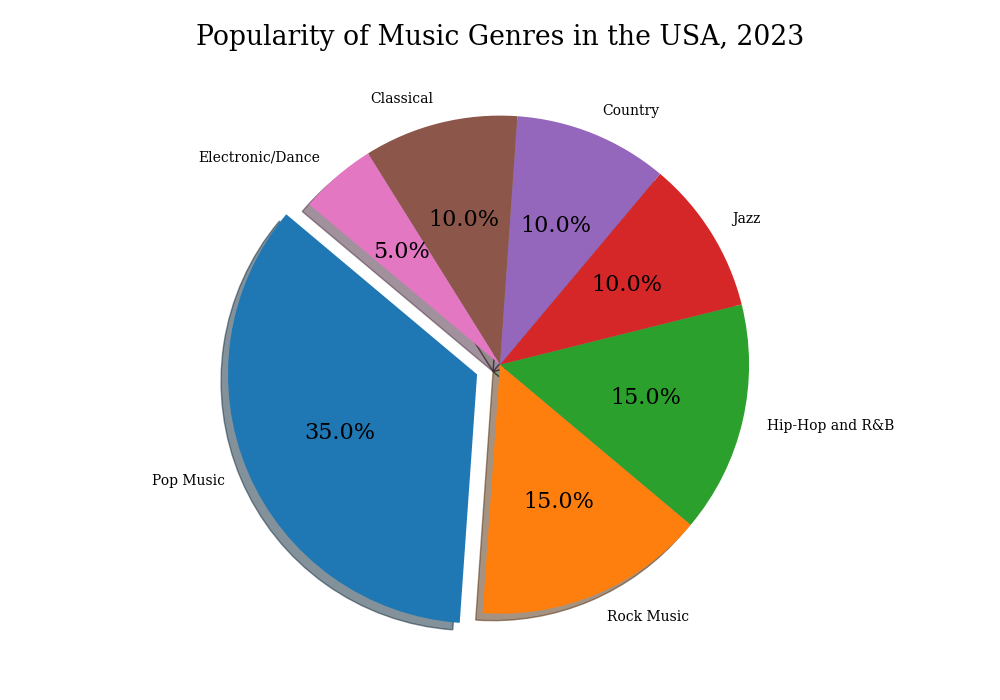 Popularity of Music Genres in the USA, 2023
Classical
Country
Electronic/Dance
Jazz
10.0%
10.0%
5.0%
10.0%
15.0%
Hip-Hop and R&B
35.0%
Pop Music
15.0%
Rock Music